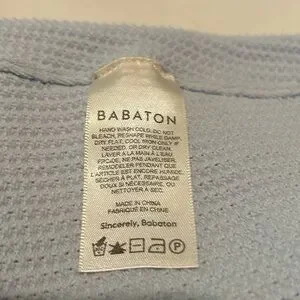 BABATON
HAND WASH COLD, DO NOT
BLEACH, RESHAPE WHILE DAMP,
DRY FLAT, COOL IRON ONLY IF
NEEDED, OR DRY CLEAN.
LAVER A LA MAIN À L'EAU
FROIDE, NE PAS JAVELISER,
REMODELER PENDANT QUE
L'ARTICLE EST ENCORE HUMIDE,
SÉCHER À PLAT, REPASSAGE
DOUX SI NÉCESSAIRE, OU
NETTOYER À SEC.
MADE IN CHINA
FABRIQUÉ EN CHINE
Sincerely, Babaton
P